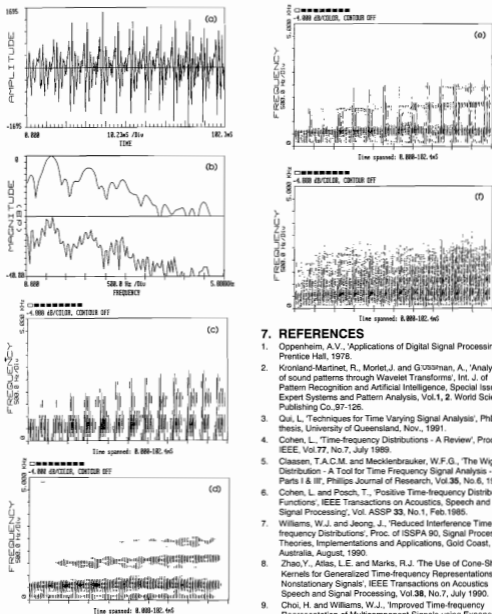 1695
(a)
AMPLITUDE
-1695
0.000 10.23mS /Div 102.3mS
TIME
0
(b)
MAGNITUDE
(dB)
-40.00
0.000 500.0 Hz /Div 5.000KHz
FREQUENCY
-4.000 dB/COLOR, CONTOUR OFF
5.000 KHz
(c)
FREQUENCY
500.0 Hz/Div
0
Time spanned: 0.000-102.4mS
-4.000 dB/COLOR, CONTOUR OFF
5.000 KHz
(d)
FREQUENCY
500.0 Hz/Div
0
Time spanned: 0.000-102.4mS
-4.000 dB/COLOR, CONTOUR OFF
5.000 KHz
(e)
FREQUENCY
500.0 Hz/Div
0
Time spanned: 0.000-102.4mS
-4.000 dB/COLOR, CONTOUR OFF
5.000 KHz
(f)
FREQUENCY
500.0 Hz/Div
0
Time spanned: 0.000-102.4mS
7. REFERENCES
1. Oppenheim, A.V., 'Applications of Digital Signal Processin
Prentice Hall, 1978.
2. Kronland-Martinet, R., Morlet,J. and Grussman, A., 'Analy
of sound patterns through Wavelet Transforms', Int. J. of
Pattern Recognition and Artificial Intelligence, Special Issu
Expert Systems and Pattern Analysis, Vol.1, 2. World Scie
Publishing Co.,97-126.
3. Qui, L, 'Techniques for Time Varying Signal Analysis', PhD
thesis, University of Queensland, Nov., 1991.
4. Cohen, L., 'Time-frequency Distributions - A Review', Proc
IEEE, Vol.77, No.7, July 1989.
5. Claasen, T.A.C.M. and Mecklenbrauker, W.F.G., 'The Wig
Distribution - A Tool for Time Frequency Signal Analysis -
Parts I & III', Phillips Journal of Research, Vol.35, No.6, 19
6. Cohen, L. and Posch, T., 'Positive Time-frequency Distrib
Functions', IEEE Transactions on Acoustics, Speech and
Signal Processing', Vol. ASSP 33, No.1, Feb.1985.
7. Williams, W.J. and Jeong, J., 'Reduced Interference Time
frequency Distributions', Proc. of ISSPA 90, Signal Proces
Theories, Implementations and Applications, Gold Coast,
Australia, August, 1990.
8. Zhao,Y., Atlas, L.E. and Marks, R.J. 'The Use of Cone-Sh
Kernels for Generalized Time-frequency Representations
Nonstationary Signals', IEEE Transactions on Acoustics
Speech and Signal Processing, Vol.38, No.7, July 1990.
9. Choi, H. and Williams, W.J., 'Improved Time-frequency